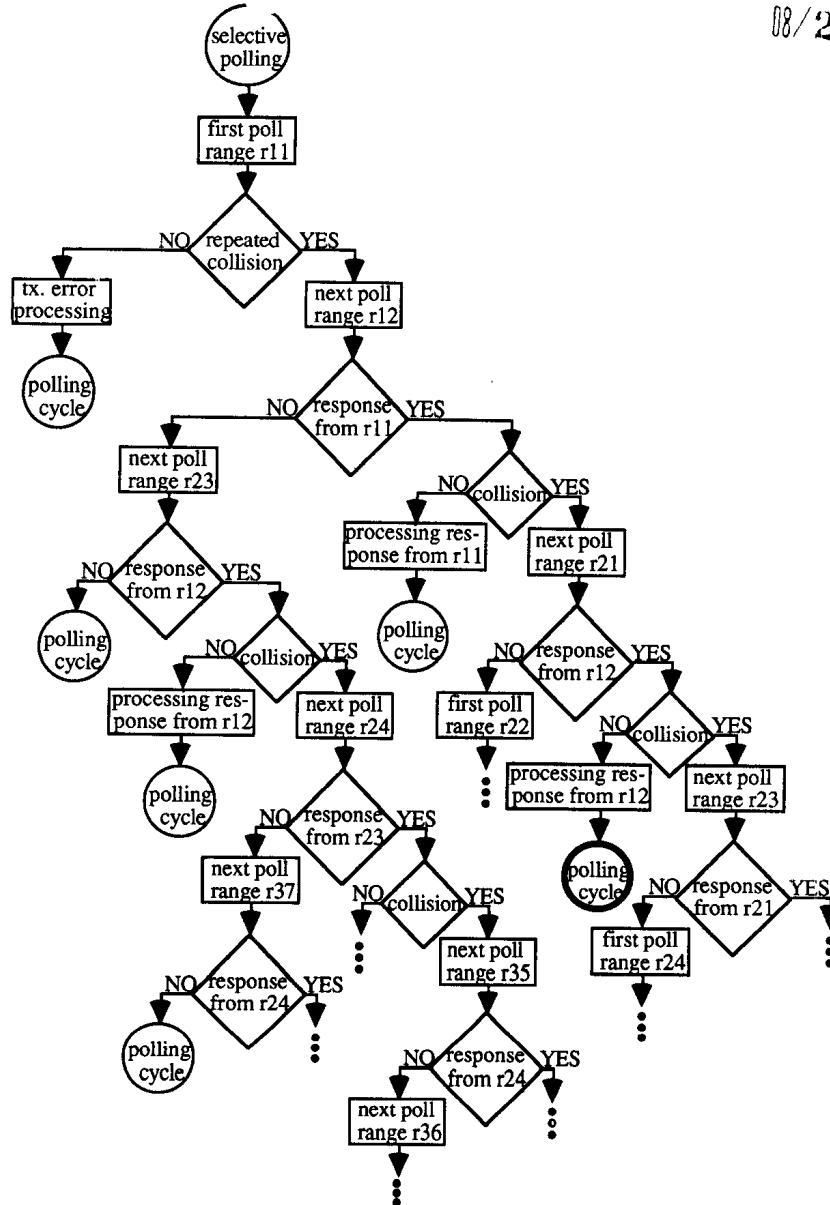 08/2
selective
polling
first poll
range r11
NO
repeated
collision
YES
tx. error
processing
next poll
range r12
polling
cycle
NO
response
from r11
YES
next poll
range r23
NO
collision
YES
processing res-
ponse from r11
next poll
range r21
NO
response
from r12
YES
polling
cycle
polling
cycle
NO
collision
YES
NO
response
from r12
YES
processing res-
ponse from r12
next poll
range r24
first poll
range r22
NO
collision
YES
polling
cycle
processing res-
ponse from r12
next poll
range r23
NO
response
from r23
YES
next poll
range r37
NO
collision
YES
polling
cycle
NO
response
from r21
YES
next poll
range r35
first poll
range r24
NO
response
from r24
YES
polling
cycle
NO
response
from r24
YES
next poll
range r36